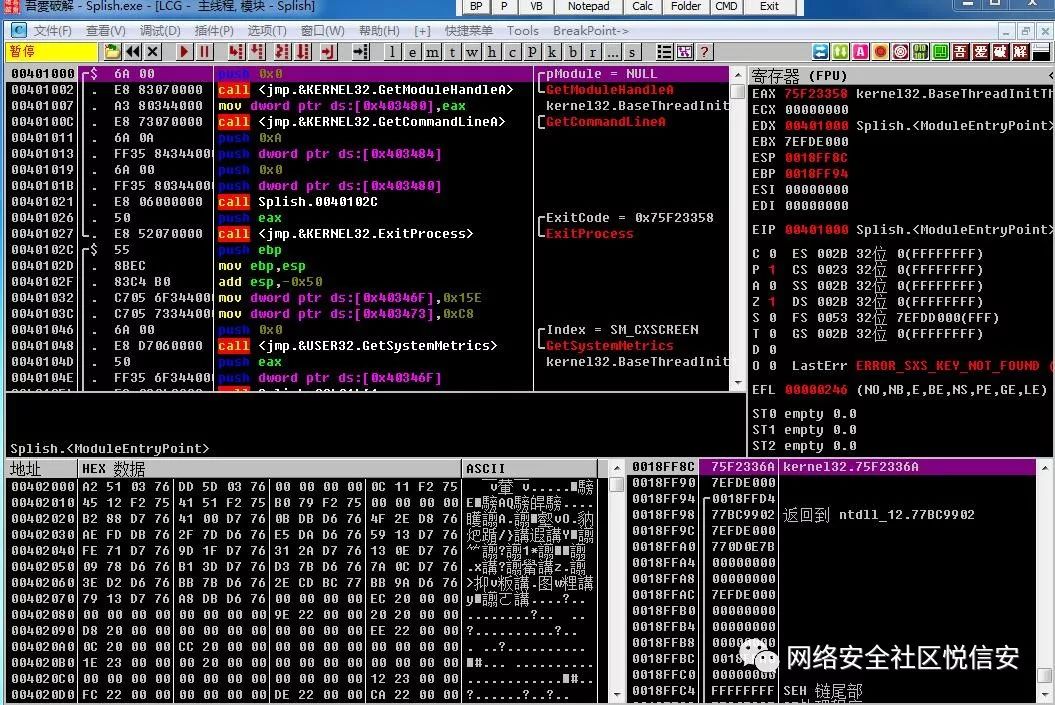 吾爱破解 - Splish.exe - [LCG - 主线程, 模块 - Splish]
BP P VB Notepad Calc Folder CMD Exit
文件(F) 查看(V) 调试(D) 插件(P) 选项(T) 窗口(W) 帮助(H) [+] 快捷菜单 Tools BreakPoint->
暂停 l e m t w h c p k b r ... s ? 吾 爱 破 解
00401000 $ 6A 00 push 0x0 pModule = NULL
00401002 . E8 83070000 call <jmp.&KERNEL32.GetModuleHandleA> GetModuleHandleA
00401007 . A3 80344000 mov dword ptr ds:[0x403480],eax kernel32.BaseThreadInit
0040100C . E8 73070000 call <jmp.&KERNEL32.GetCommandLineA> GetCommandLineA
00401011 . 6A 0A push 0xA
00401013 . FF35 84344000 push dword ptr ds:[0x403484]
00401019 . 6A 00 push 0x0
0040101B . FF35 80344000 push dword ptr ds:[0x403480]
00401021 . E8 06000000 call Splish.0040102C
00401026 . 50 push eax ExitCode = 0x75F23358
00401027 . E8 52070000 call <jmp.&KERNEL32.ExitProcess> ExitProcess
0040102C $ 55 push ebp
0040102D . 8BEC mov ebp,esp
0040102F . 83C4 B0 add esp,-0x50
00401032 . C705 6F344000 mov dword ptr ds:[0x40346F],0x15E
0040103C . C705 73344000 mov dword ptr ds:[0x403473],0xC8
00401046 . 6A 00 push 0x0 Index = SM_CXSCREEN
00401048 . E8 D7060000 call <jmp.&USER32.GetSystemMetrics> GetSystemMetrics
0040104D . 50 push eax kernel32.BaseThreadInit
0040104E . FF35 6F344000 push dword ptr ds:[0x40346F]
寄存器 (FPU) <
EAX 75F23358 kernel32.BaseThreadInitTh
ECX 00000000
EDX 00401000 Splish.<ModuleEntryPoint>
EBX 7EFDE000
ESP 0018FF8C
EBP 0018FF94
ESI 00000000
EDI 00000000
EIP 00401000 Splish.<ModuleEntryPoint>
C 0 ES 002B 32位 0(FFFFFFFF)
P 1 CS 0023 32位 0(FFFFFFFF)
A 0 SS 002B 32位 0(FFFFFFFF)
Z 1 DS 002B 32位 0(FFFFFFFF)
S 0 FS 0053 32位 7EFDD000(FFF)
T 0 GS 002B 32位 0(FFFFFFFF)
D 0
O 0 LastErr ERROR_SXS_KEY_NOT_FOUND (
EFL 00000246 (NO,NB,E,BE,NS,PE,GE,LE)
ST0 empty 0.0
ST1 empty 0.0
ST2 empty 0.0
Splish.<ModuleEntryPoint>
地址 HEX 数据 ASCII
00402000 A2 51 03 76 DD 5D 03 76 00 00 00 00 0C 11 F2 75
00402010 45 12 F2 75 41 51 F2 75 B0 79 F2 75 00 00 00 00
00402020 B2 88 D7 76 41 00 D7 76 0B DB D6 76 4F 2E D8 76
00402030 AE FD DB 76 2F 7D D6 76 E5 DA D6 76 59 13 D7 76
00402040 FE 71 D7 76 9D 1F D7 76 31 2A D7 76 13 0E D7 76
00402050 09 78 D6 76 B1 3D D7 76 D3 7B D6 76 7A 0C D7 76
00402060 3E D2 D6 76 BB 7B D6 76 2E CD BC 77 BB 9A D6 76
00402070 79 13 D7 76 A8 DB D6 76 00 00 00 00 EC 20 00 00
00402080 00 00 00 00 00 00 00 00 9E 22 00 00 20 20 00 00
00402090 D8 20 00 00 00 00 00 00 00 00 00 00 EE 22 00 00
004020A0 0C 20 00 00 CC 20 00 00 00 00 00 00 00 00 00 00
004020B0 1E 23 00 00 00 20 00 00 00 00 00 00 00 00 00 00
004020C0 00 00 00 00 00 00 00 00 00 00 00 00 12 23 00 00
004020D0 FC 22 00 00 00 00 00 00 DE 22 00 00 CA 22 00 00
0018FF8C 75F2336A kernel32.75F2336A
0018FF90 7EFDE000
0018FF94 0018FFD4
0018FF98 77BC9902 返回到 ntdll_12.77BC9902
0018FF9C 7EFDE000
0018FFA0 770D0E7B
0018FFA4 00000000
0018FFA8 00000000
0018FFAC 7EFDE000
0018FFB0 00000000
0018FFB4 00000000
0018FFB8
0018FFBC
0018FFC0 00000000
0018FFC4 FFFFFFFF SEH 链尾部
网络安全社区悦信安